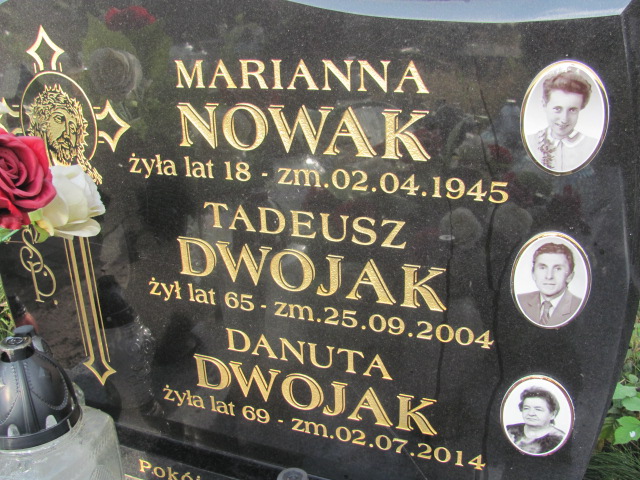 MARIANNA
NOWAK
żyła lat 18 - zm.02.04.1945
TADEUSZ
DWOJAK
żył lat 65 - zm.25.09.2004
DANUTA
DWOJAK
żyła lat 69 - zm.02.07.2014
Ś.P.
Pokój